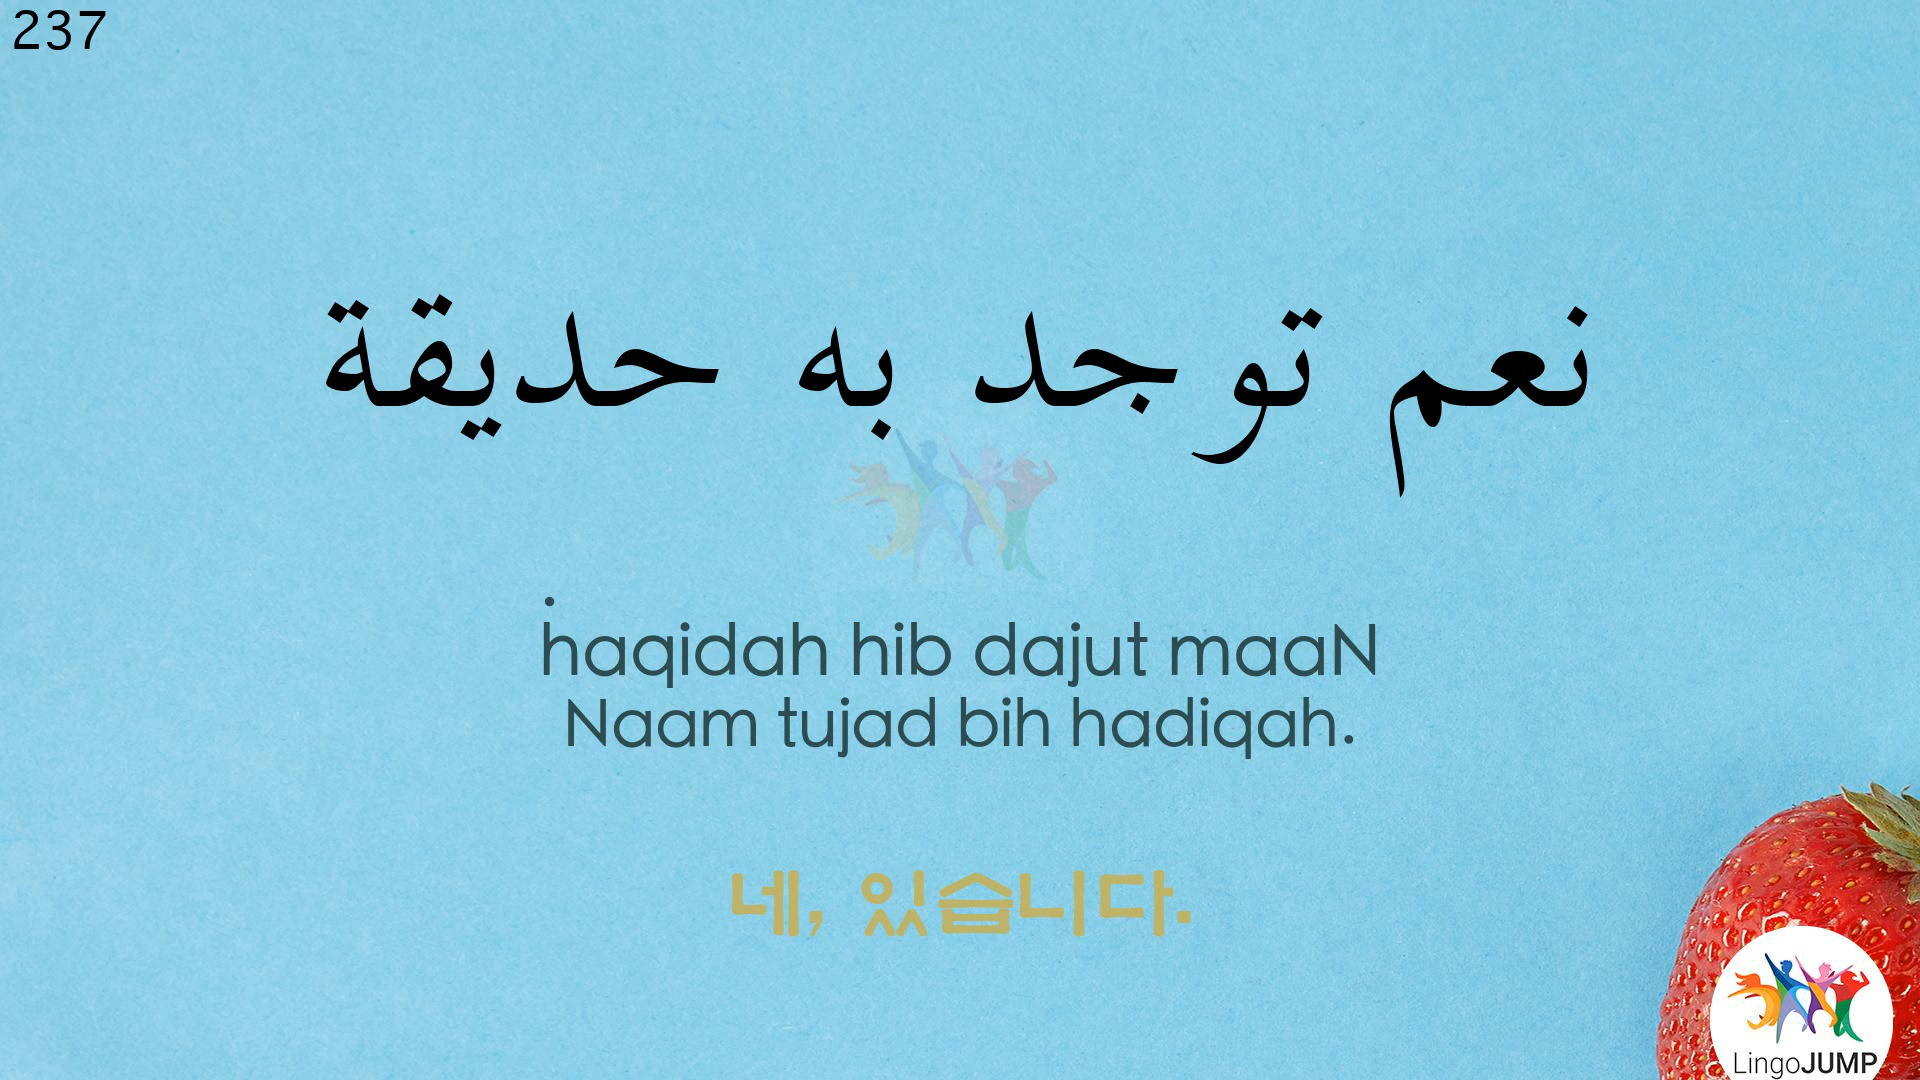 237
نعم توجد به حديقة
ḣaqidah hib dajut maaN
Naam tujad bih hadiqah.
네, 있습니다.
LingoJUMP